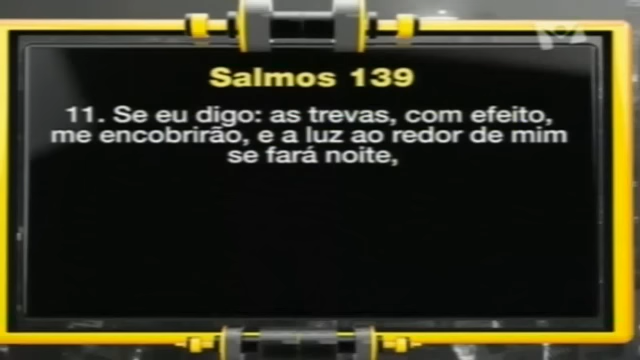 Salmos 139
11. Se eu digo: as trevas, com efeito,
me encobrirão, e a luz ao redor de mim
se fará noite,